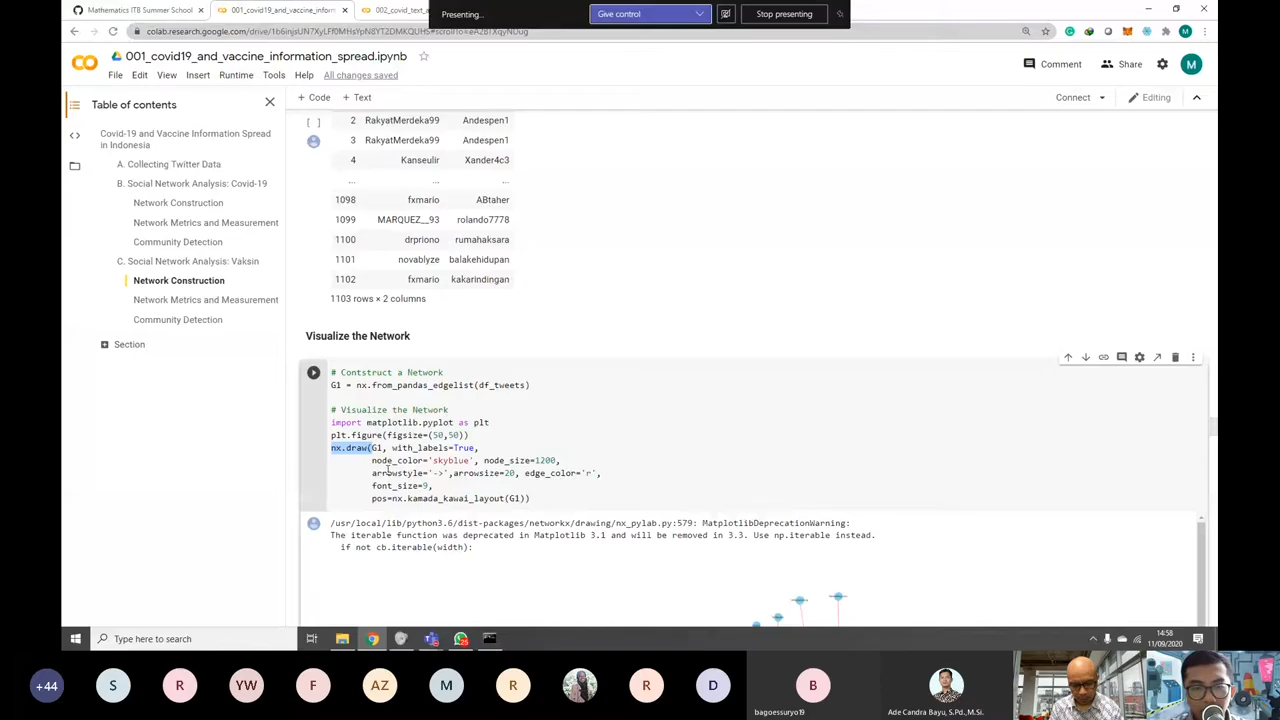 Presenting...
Give control
Stop presenting
Mathematics ITB Summer School
001_covid19_and_vaccine_inform
002_covid_text_a
colab.research.google.com/drive/
001_covid19_and_vaccine_information_spread.ipynb
File Edit View Insert Runtime Tools Help All changes saved
Comment
Share
M
+ Code + Text
Connect
Editing
Table of contents
Covid-19 and Vaccine Information Spread
in Indonesia
A. Collecting Twitter Data
B. Social Network Analysis: Covid-19
Network Construction
Network Metrics and Measurement
Community Detection
C. Social Network Analysis: Vaksin
Network Construction
Network Metrics and Measurement
Community Detection
Section
[ ]
2 RakyatMerdeka99 Andespen1
3 RakyatMerdeka99 Andespen1
4 Kanseulir Xander4c3
... ... ...
1098 fxmario ABtaher
1099 MARQUEZ__93 rolando7778
1100 drpriono rumahaksara
1101 novablyze balakehidupan
1102 fxmario kakarindingan
1103 rows × 2 columns
Visualize the Network
# Contstruct a Network
G1 = nx.from_pandas_edgelist(df_tweets)
# Visualize the Network
import matplotlib.pyplot as plt
plt.figure(figsize=(50,50))
nx.draw(G1, with_labels=True,
node_color='skyblue', node_size=1200,
arrowstyle='->',arrowsize=20, edge_color='r',
font_size=9,
pos=nx.kamada_kawai_layout(G1))
/usr/local/lib/python3.6/dist-packages/networkx/drawing/nx_pylab.py:579: MatplotlibDeprecationWarning:
The iterable function was deprecated in Matplotlib 3.1 and will be removed in 3.3. Use np.iterable instead.
if not cb.iterable(width):
Type here to search
25
14:58
11/09/2020
+44
S
R
YW
F
AZ
M
R
R
D
B
bagoessuryo19
Ade Candra Bayu, S.Pd.,M.Si.